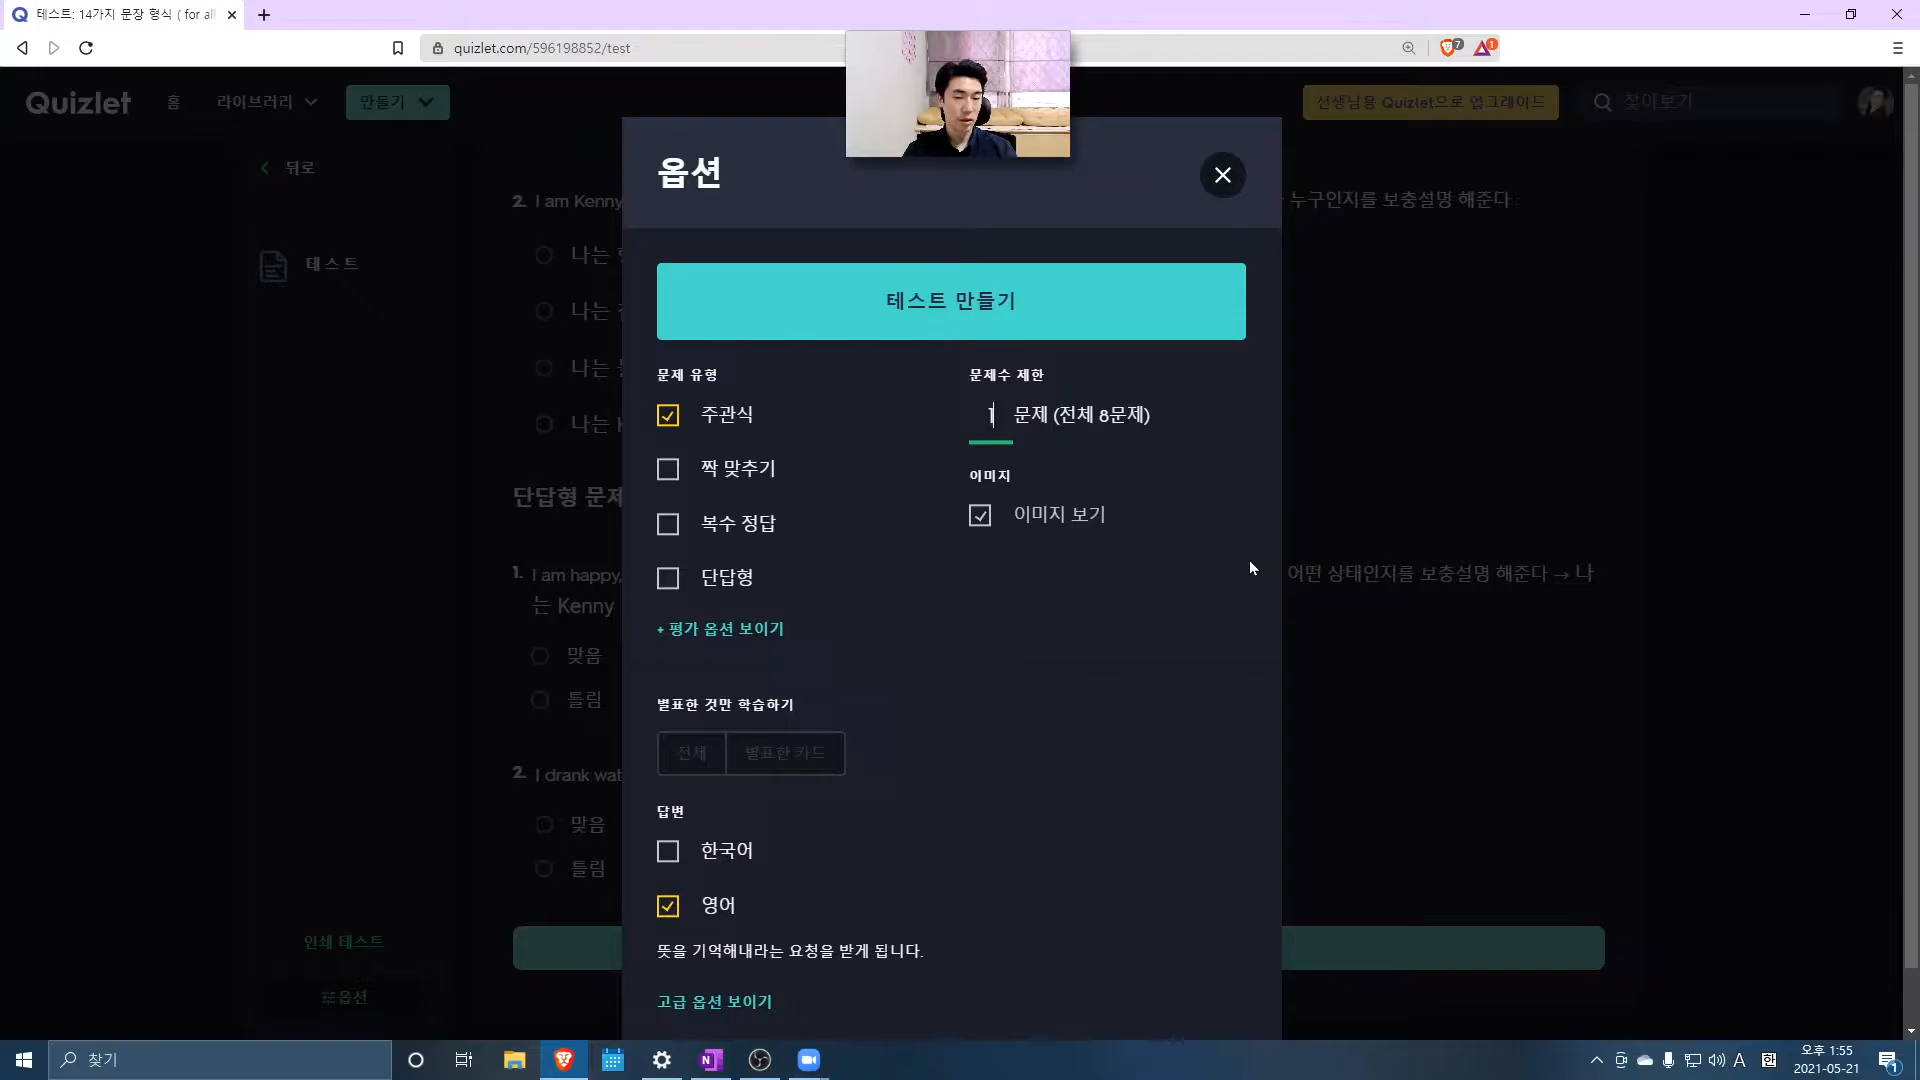 테스트: 14가지 문장 형식 ( for all
quizlet.com/596198852/test
7
1
Quizlet
홈
라이브러리
만들기
선생님용 Quizlet으로 업그레이드
찾아보기
뒤로
테스트
2. I am Kenny
누구인지를 보충설명 해준다
나는
나는
나는
나는
단답형 문제
1. I am happy,
어떤 상태인지를 보충설명 해준다 → 나
는 Kenny
맞음
틀림
2. I drank wat
맞음
틀림
인쇄 테스트
옵션
옵션
테스트 만들기
문제 유형
주관식
짝 맞추기
복수 정답
단답형
+ 평가 옵션 보이기
문제수 제한
1 문제 (전체 8문제)
이미지
이미지 보기
별표한 것만 학습하기
전체
별표한 카드
답변
한국어
영어
뜻을 기억해내라는 요청을 받게 됩니다.
고급 옵션 보이기
찾기
A
한
오후 1:55
2021-05-21
1